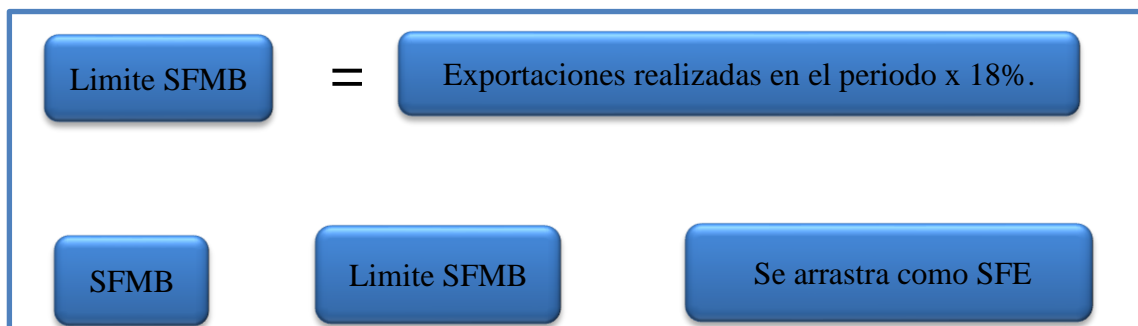 Limite SFMB = Exportaciones realizadas en el periodo x 18%.
SFMB Limite SFMB Se arrastra como SFE